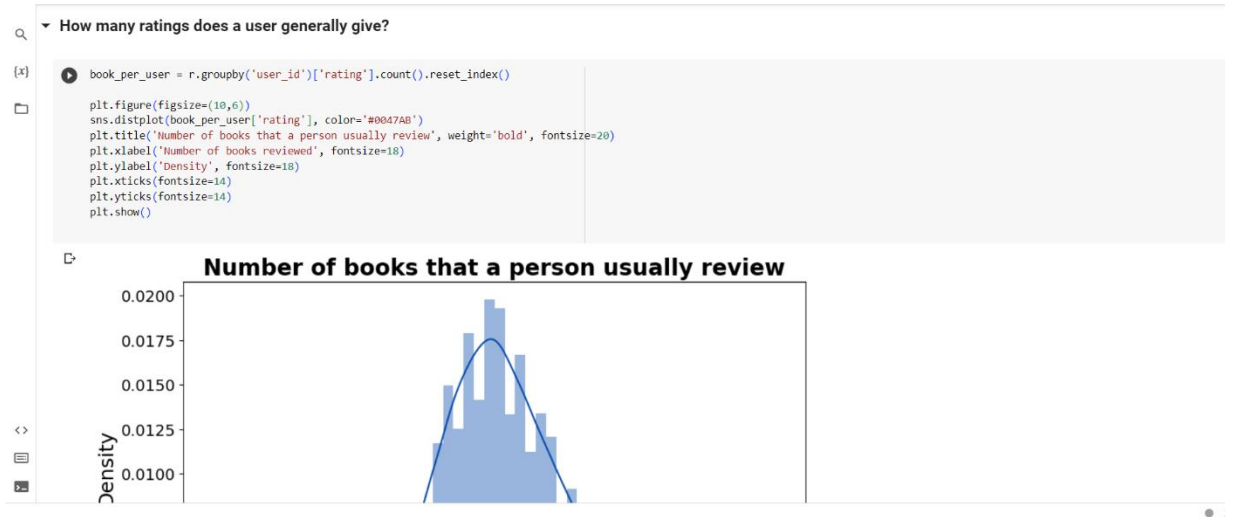 How many ratings does a user generally give?
{x}
book_per_user = r.groupby('user_id')['rating'].count().reset_index()
plt.figure(figsize=(10,6))
sns.distplot(book_per_user['rating'], color='#0047AB')
plt.title('Number of books that a person usually review', weight='bold', fontsize=20)
plt.xlabel('Number of books reviewed', fontsize=18)
plt.ylabel('Density', fontsize=18)
plt.xticks(fontsize=14)
plt.yticks(fontsize=14)
plt.show()
Number of books that a person usually review
0.0200
0.0175
0.0150
0.0125
0.0100
Density